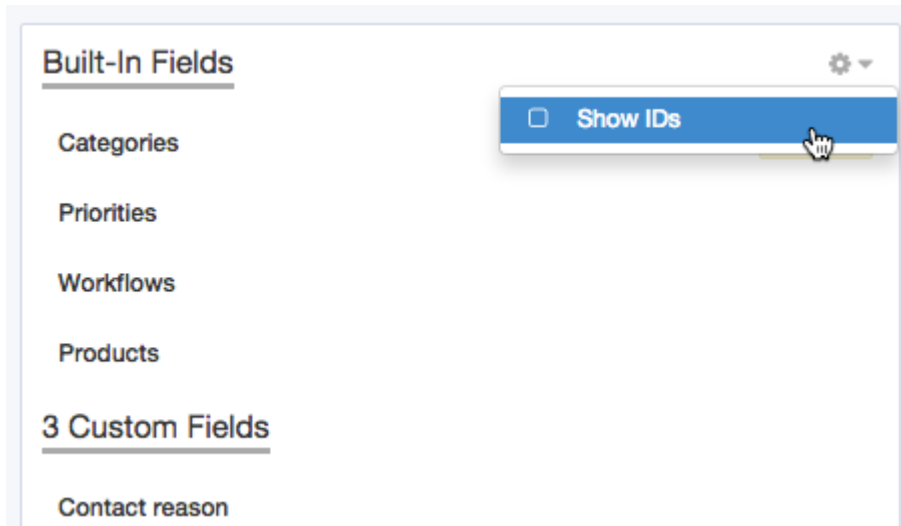 Built-In Fields
Show IDs
Categories
Priorities
Workflows
Products
3 Custom Fields
Contact reason